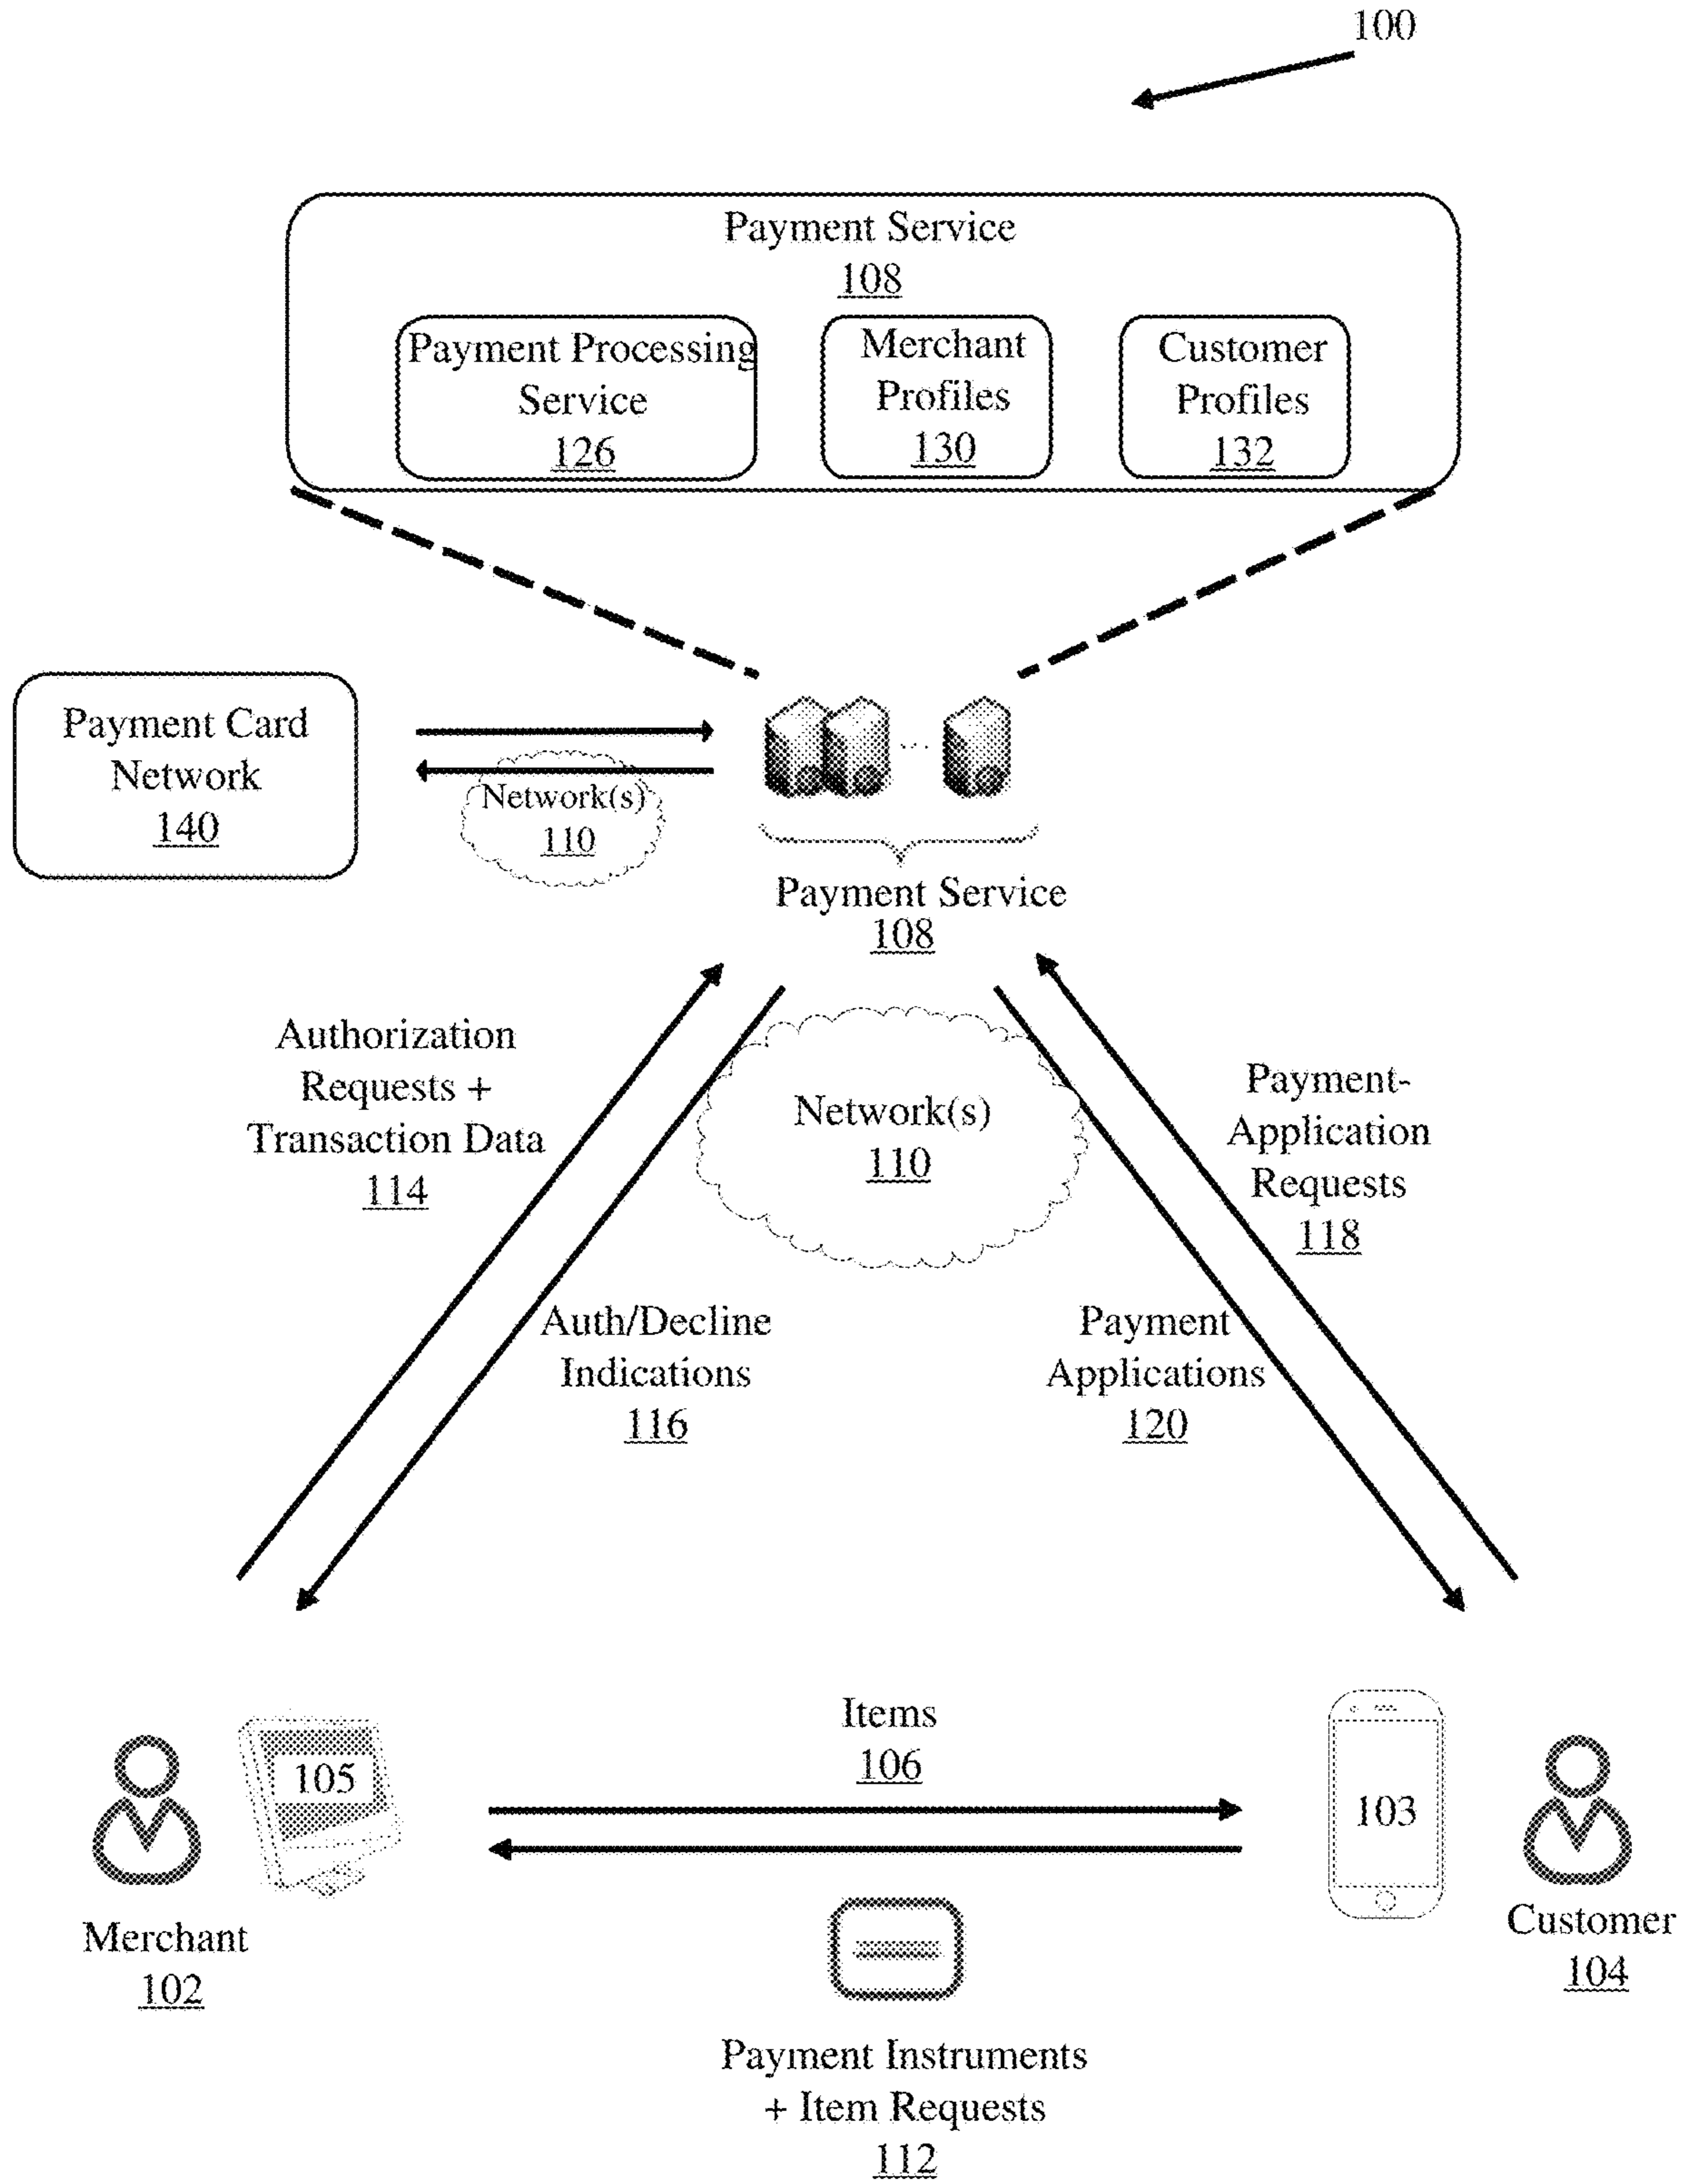 100
Payment Service
108
Payment Processing
Service
126
Merchant
Profiles
130
Customer
Profiles
132
Payment Card
Network
140
Network(s)
110
Payment Service
108
Authorization
Requests +
Transaction Data
114
Network(s)
110
Payment-
Application
Requests
118
Auth/Decline
Indications
116
Payment
Applications
120
Items
106
105
103
Merchant
102
Customer
104
Payment Instruments
+ Item Requests
112